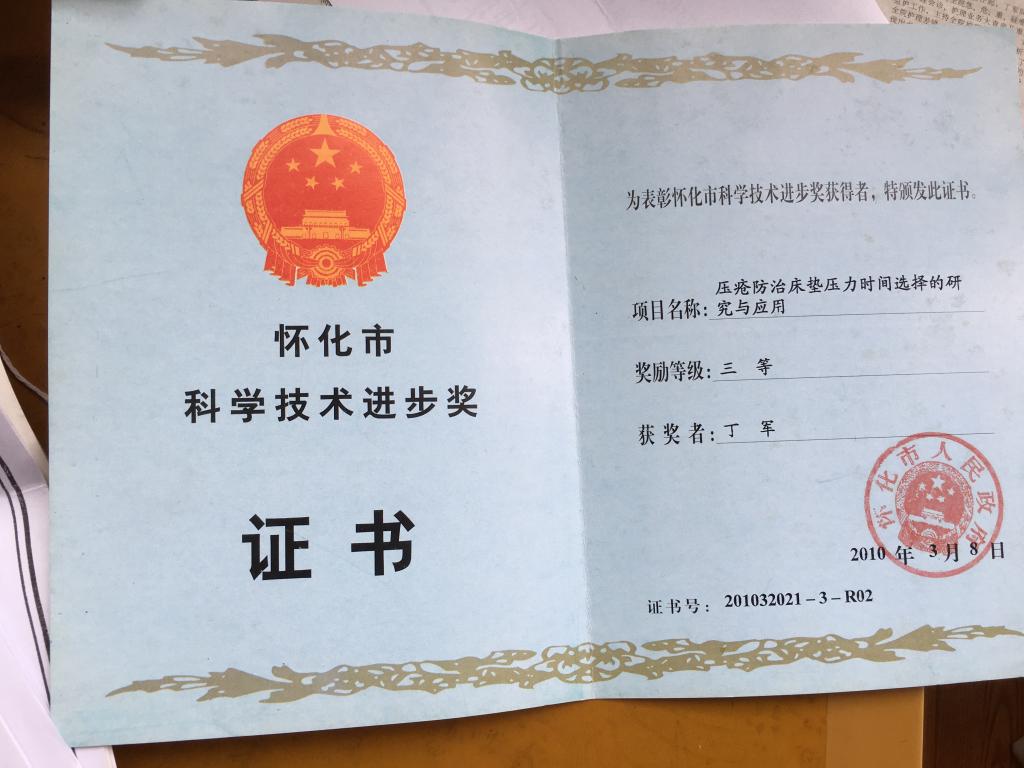 怀化市
科学技术进步奖
证书
为表彰怀化市科学技术进步奖获得者，特颁发此证书。
项目名称：压疮防治床垫压力时间选择的研
究与应用
奖励等级：三 等
获 奖 者：丁 军
怀化市人民政府
2010 年 3 月 8 日
证书号：201032021－3－R02